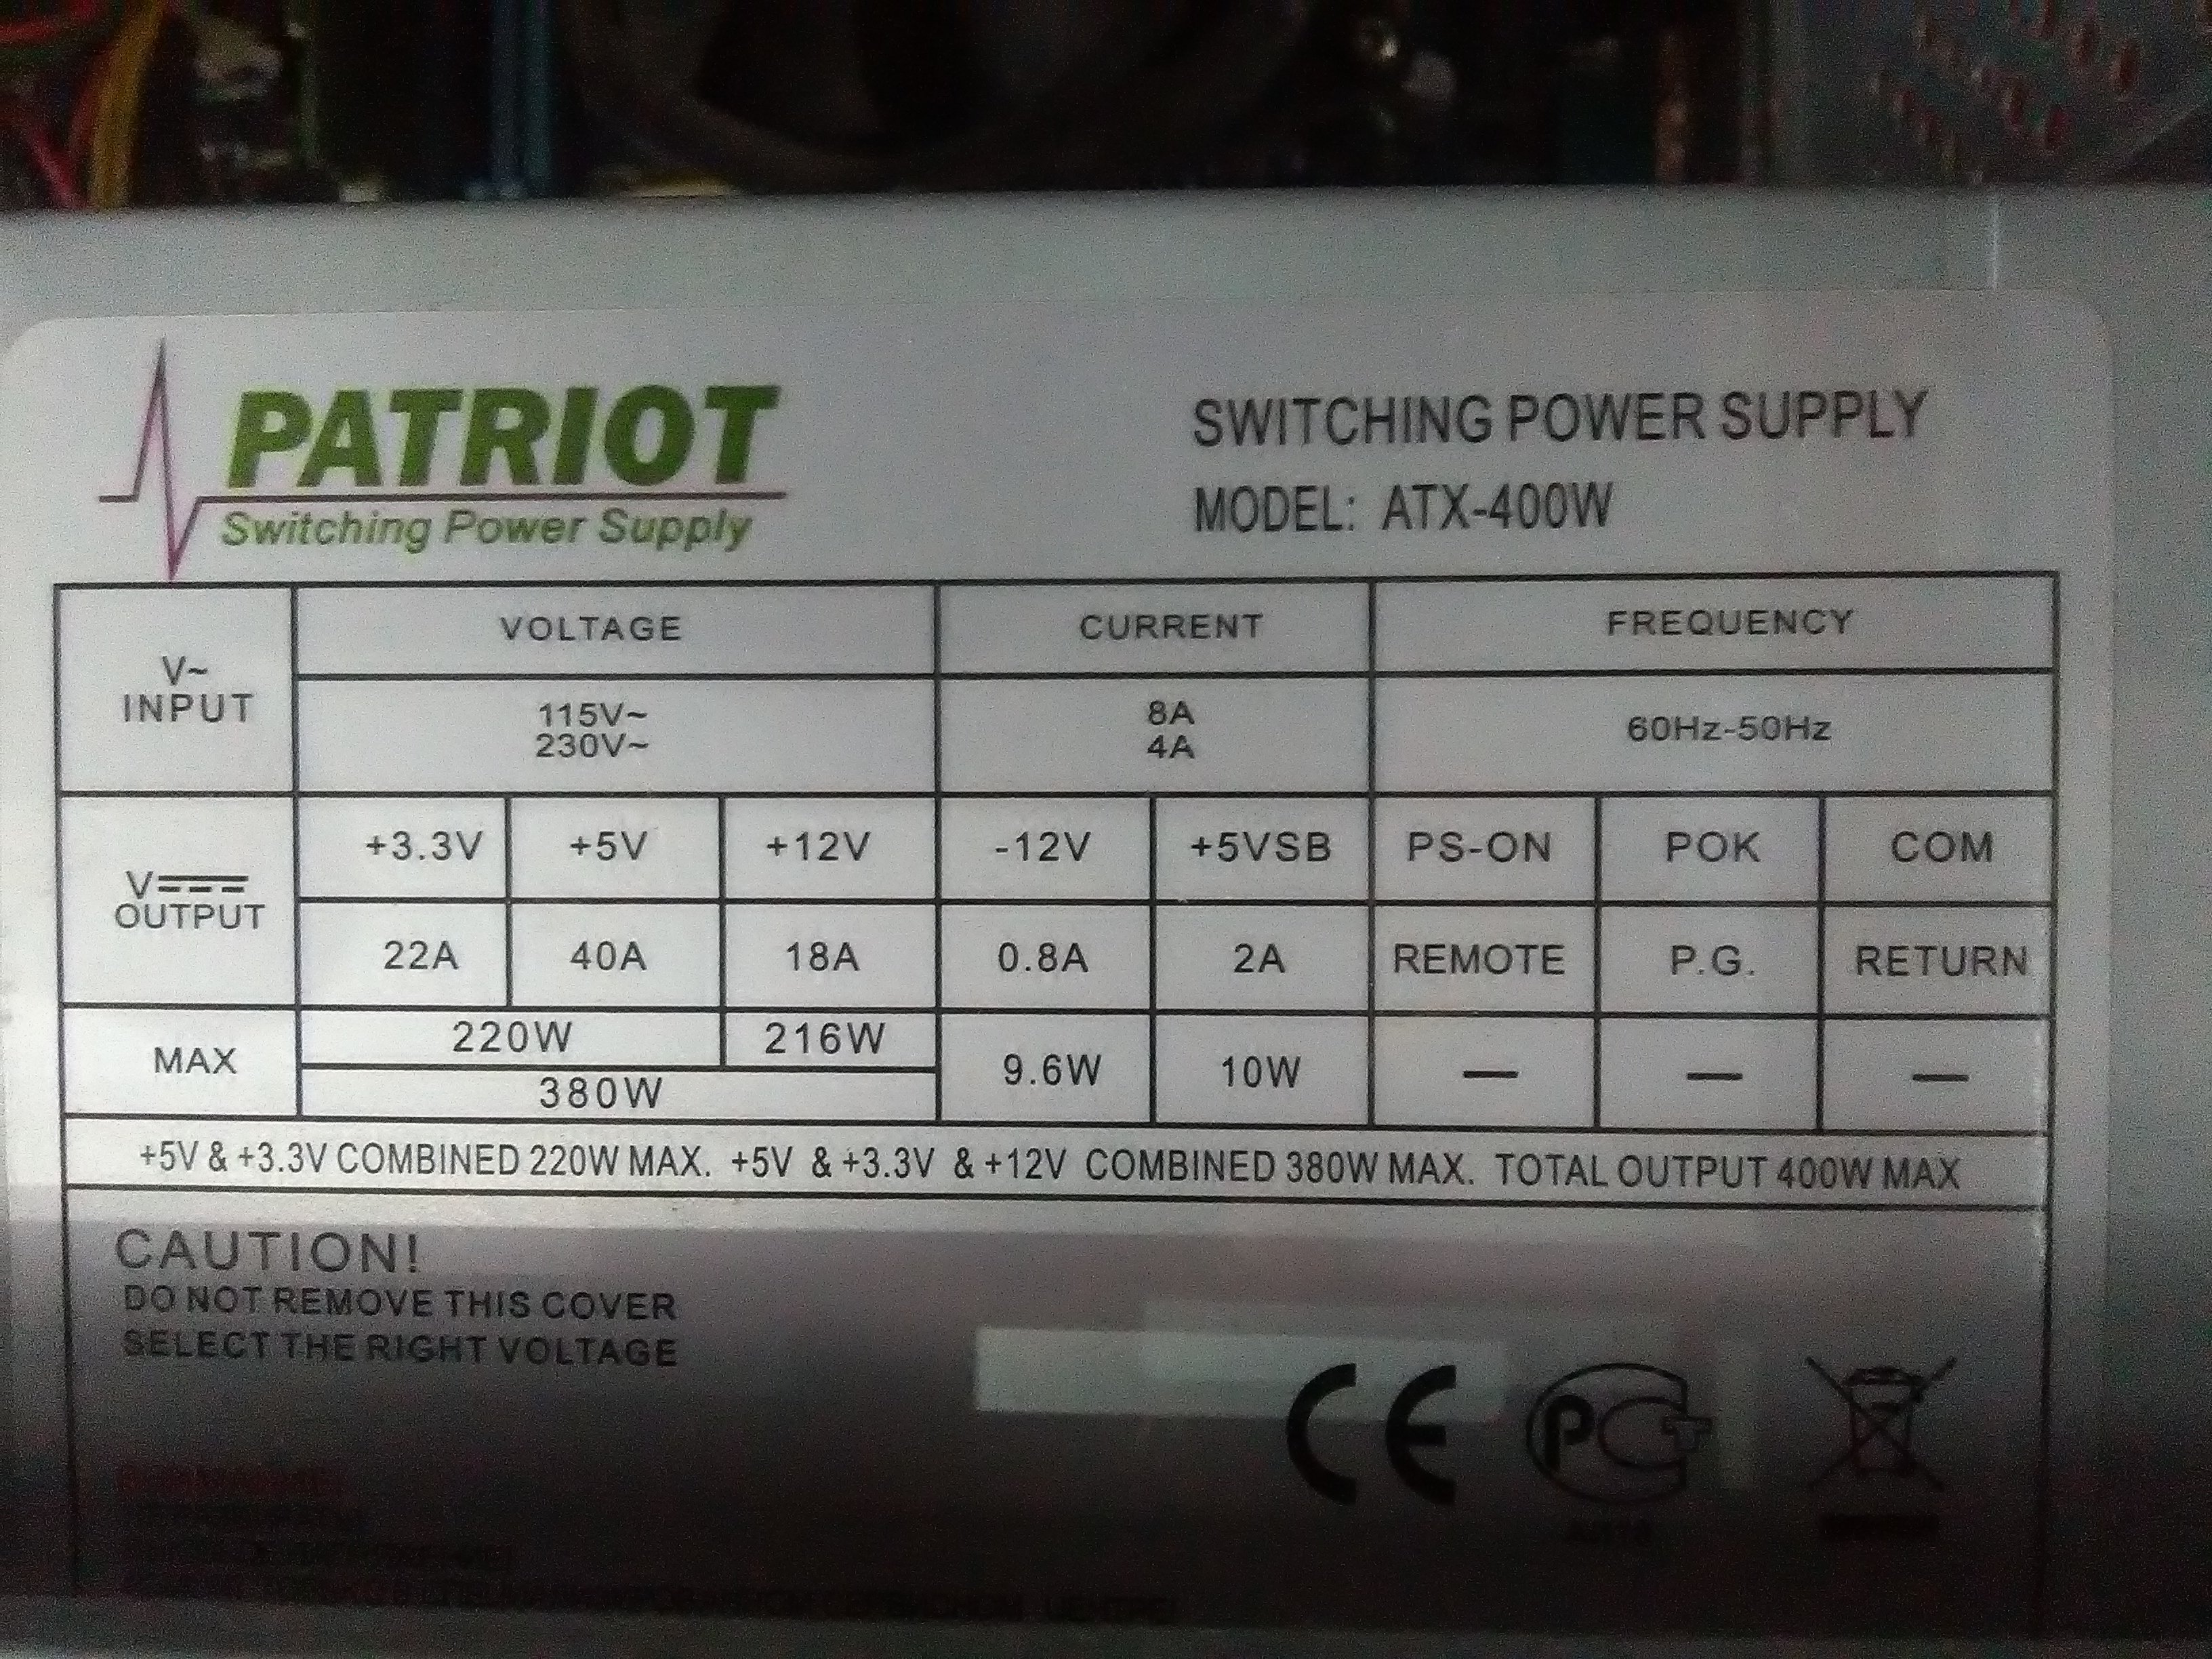 PATRIOT
Switching Power Supply
SWITCHING POWER SUPPLY
MODEL: ATX-400W
V~ INPUT
VOLTAGE CURRENT FREQUENCY
115V~ 8A 60Hz-50Hz
230V~ 4A
V OUTPUT
+3.3V +5V +12V -12V +5VSB PS-ON POK COM
22A 40A 18A 0.8A 2A REMOTE P.G. RETURN
MAX
220W 216W 9.6W 10W — — —
380W
+5V & +3.3V COMBINED 220W MAX. +5V & +3.3V & +12V COMBINED 380W MAX. TOTAL OUTPUT 400W MAX
CAUTION!
DO NOT REMOVE THIS COVER
SELECT THE RIGHT VOLTAGE
CE РСТ
ТОЛЬКО В ЦЕНТРЕ!